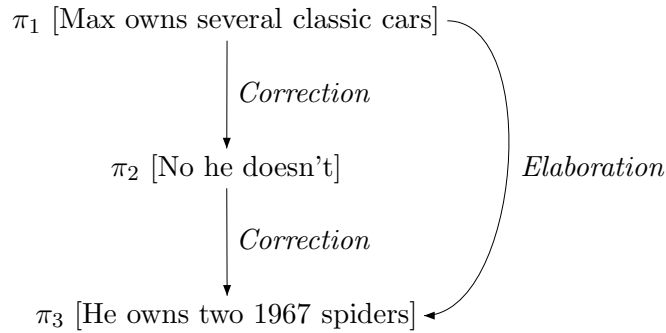 π₁ [Max owns several classic cars]
Correction
π₂ [No he doesn't]
Elaboration
Correction
π₃ [He owns two 1967 spiders]